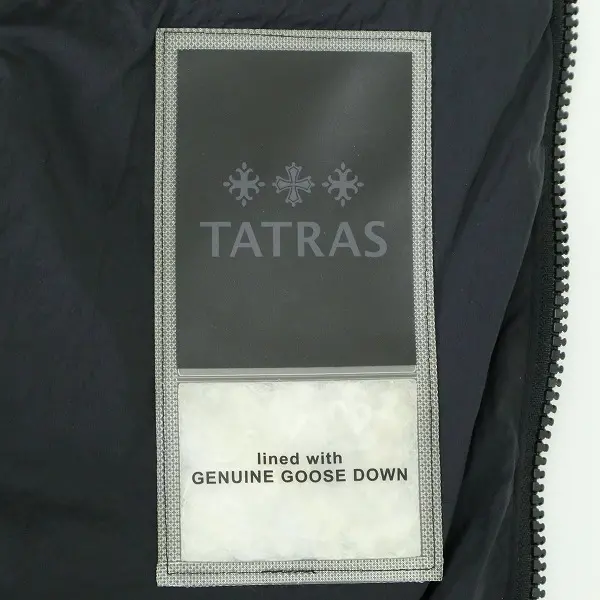 TATRAS
lined with
GENUINE GOOSE DOWN